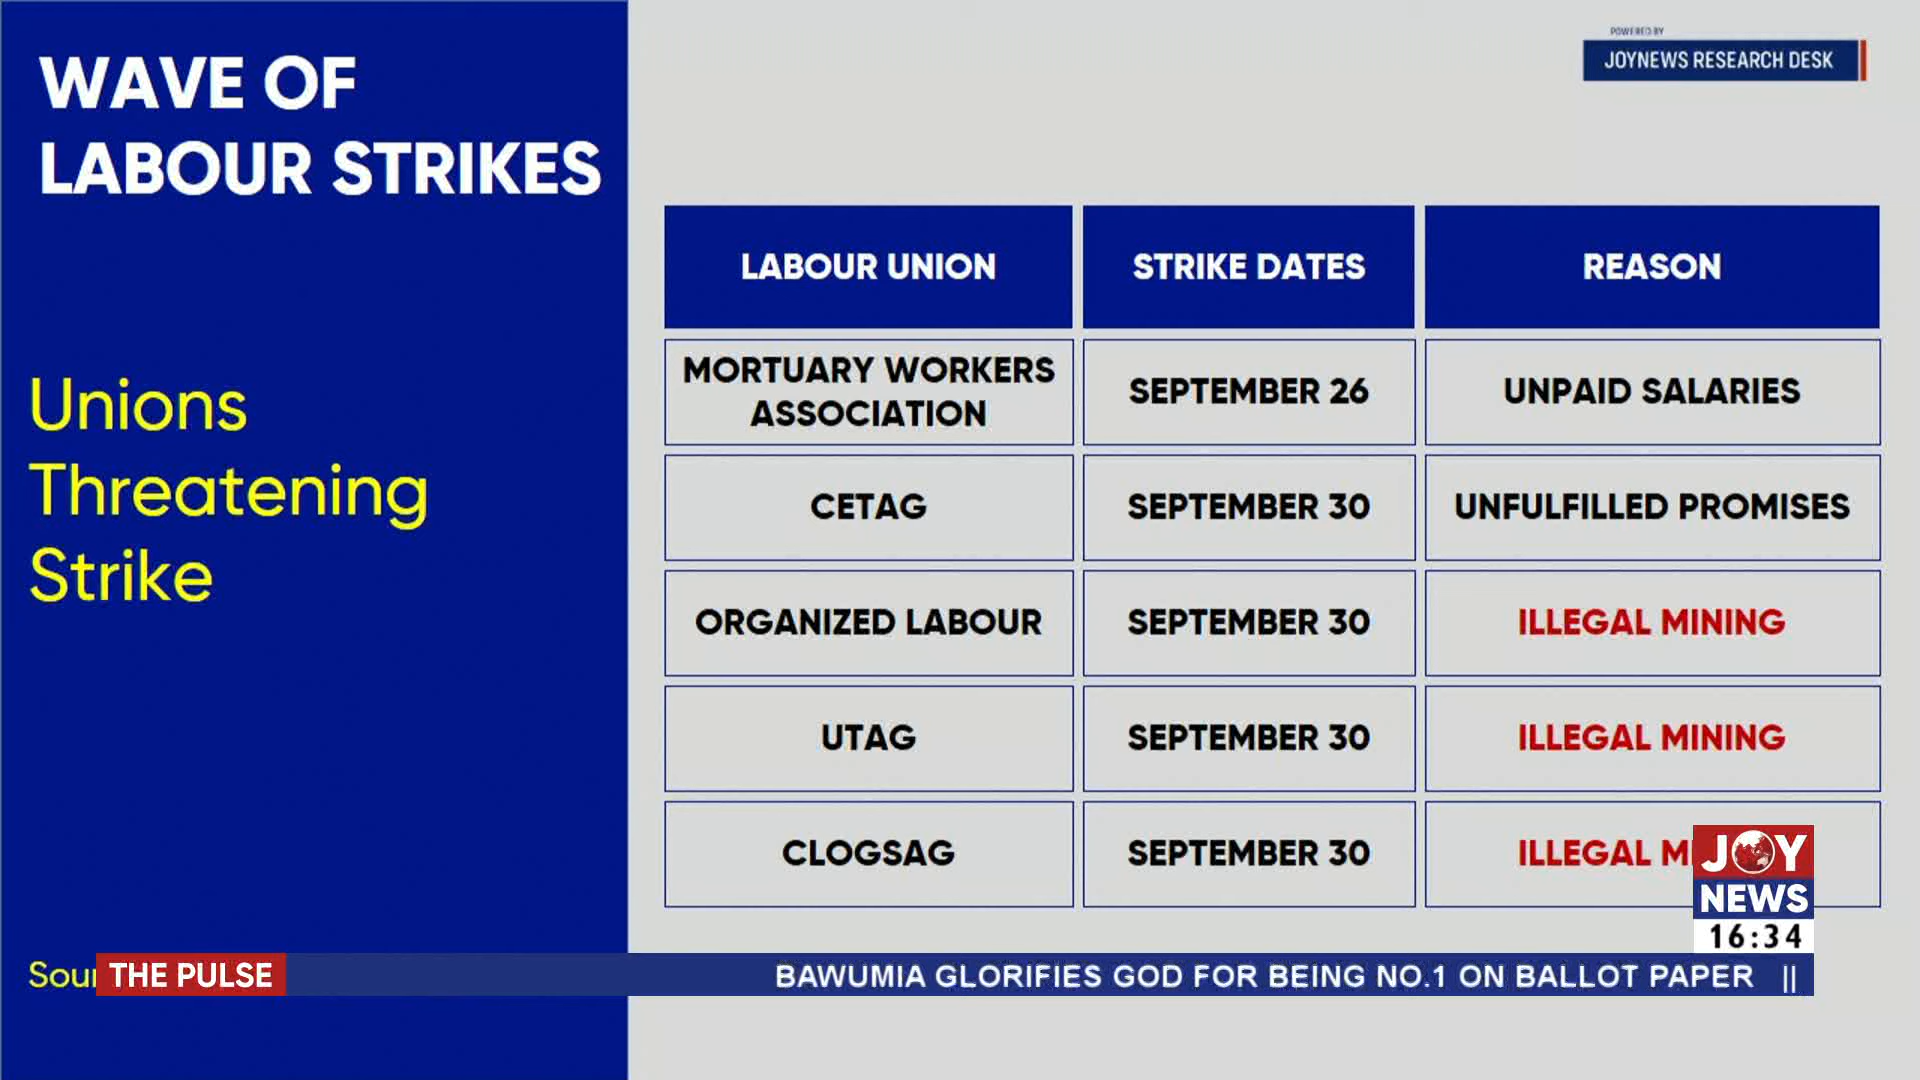 WAVE OF
LABOUR STRIKES
Unions
Threatening
Strike
POWERED BY
JOYNEWS RESEARCH DESK
LABOUR UNION STRIKE DATES REASON
MORTUARY WORKERS
ASSOCIATION SEPTEMBER 26 UNPAID SALARIES
CETAG SEPTEMBER 30 UNFULFILLED PROMISES
ORGANIZED LABOUR SEPTEMBER 30 ILLEGAL MINING
UTAG SEPTEMBER 30 ILLEGAL MINING
CLOGSAG SEPTEMBER 30 ILLEGAL
JOY
NEWS
16:34
THE PULSE BAWUMIA GLORIFIES GOD FOR BEING NO.1 ON BALLOT PAPER ||